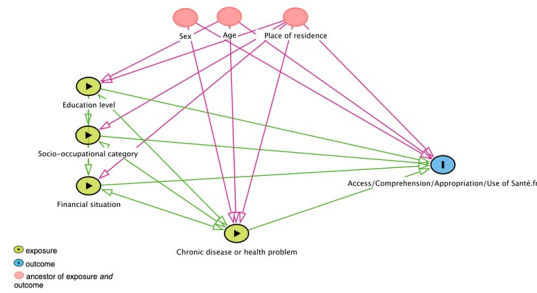 Sex
Age
Place of residence
Education level
Socio-occupational category
Access/Comprehension/Appropriation/Use of Santé.fr
Financial situation
Chronic disease or health problem
exposure
outcome
ancestor of exposure and
outcome